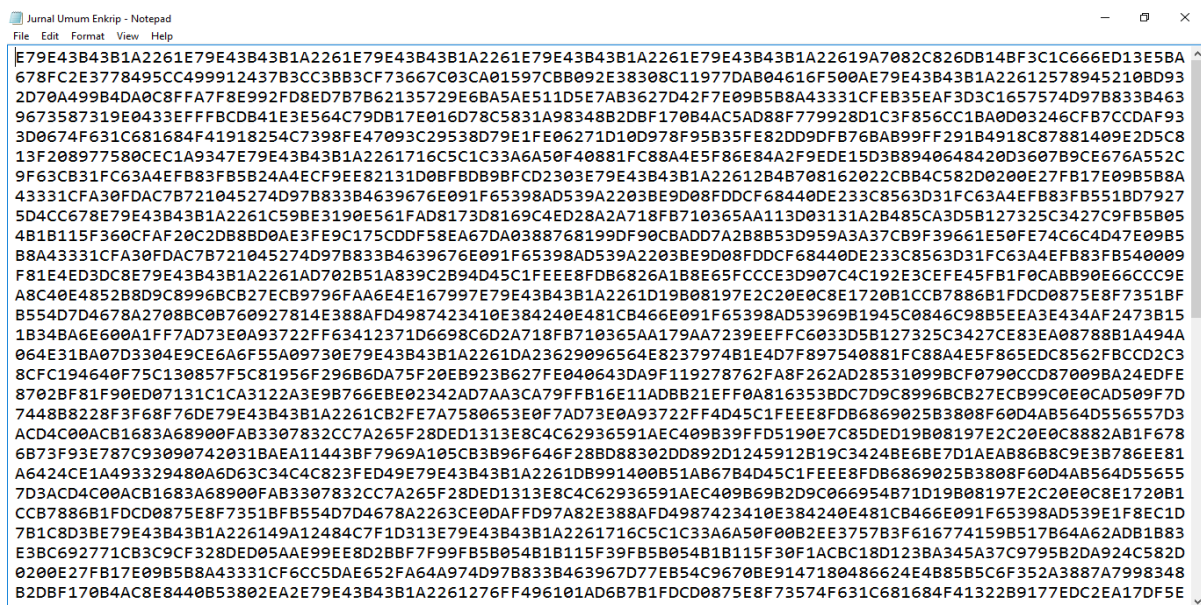 Jurnal Umum Enkrip - Notepad
File Edit Format View Help
E79E43B43B1A2261E79E43B43B1A2261E79E43B43B1A2261E79E43B43B1A2261E79E43B43B1A22619A7082C826DB14BF3C1C666ED13E5BA
678FC2E3778495CC499912437B3CC3BB3CF73667C03CA01597CBB092E38308C11977DAB04616F500AE79E43B43B1A22612578945210BD93
2D70A499B4DA0C8FFA7F8E992FD8ED7B7B62135729E6BA5AE511D5E7AB3627D42F7E09B5B8A43331CFEB35EAF3D3C1657574D97B833B463
9673587319E0433EFFFBCDB41E3E564C79DB17E016D78C5831A98348B2DBF170B4AC5AD88F779928D1C3F856CC1BA0D03246CFB7CCDAF93
3D0674F631C681684F41918254C7398FE47093C29538D79E1FE06271D10D978F95B35FE82DD9DFB76BAB99FF291B4918C87881409E2D5C8
13F208977580CEC1A9347E79E43B43B1A2261716C5C1C33A6A50F40881FC88A4E5F86E84A2F9EDE15D3B8940648420D3607B9CE676A552C
9F63CB31FC63A4EFB83FB5B24A4ECF9EE82131D0BFBDB9BFCD2303E79E43B43B1A22612B4B708162022CBB4C582D0200E27FB17E09B5B8A
43331CFA30FDAC7B721045274D97B833B4639676E091F65398AD539A2203BE9D08FDDCF68440DE233C8563D31FC63A4EFB83FB551BD7927
5D4CC678E79E43B43B1A2261C59BE3190E561FAD8173D8169C4ED28A2A718FB710365AA113D03131A2B485CA3D5B127325C3427C9FB5B05
4B1B115F360CFAF20C2DB8BD0AE3FE9C175CDDF58EA67DA0388768199DF90CBADD7A2B8B53D959A3A37CB9F39661E50FE74C6C4D47E09B5
B8A43331CFA30FDAC7B721045274D97B833B4639676E091F65398AD539A2203BE9D08FDDCF68440DE233C8563D31FC63A4EFB83FB540009
F81E4ED3DC8E79E43B43B1A2261AD702B51A839C2B94D45C1FEEE8FDB6826A1B8E65FCCCE3D907C4C192E3CEFE45FB1F0CABB90E66CCC9E
A8C40E4852B8D9C8996BCB27ECB9796FAA6E4E167997E79E43B43B1A2261D19B08197E2C20E0C8E1720B1CCB7886B1FDCD0875E8F7351BF
B554D7D4678A2708BC0B760927814E388AFD4987423410E384240E481CB466E091F65398AD53969B1945C0846C98B5EEA3E434AF2473B15
1B34BA6E600A1FF7AD73E0A93722FF63412371D6698C6D2A718FB710365AA179AA7239EEFFC6033D5B127325C3427CE83EA08788B1A494A
064E31BA07D3304E9CE6A6F55A09730E79E43B43B1A2261DA23629096564E8237974B1E4D7F897540881FC88A4E5F865EDC8562FBCCD2C3
8CFC194640F75C130857F5C81956F296B6DA75F20EB923B627FE040643DA9F119278762FA8F262AD28531099BCF0790CCD87009BA24EDFE
8702BF81F90ED07131C1CA3122A3E9B766EBE02342AD7AA3CA79FFB16E11ADBB21EFF0A816353BDC7D9C8996BCB27ECB99C0E0CAD509F7D
7448B8228F3F68F76DE79E43B43B1A2261CB2FE7A7580653E0F7AD73E0A93722FF4D45C1FEEE8FDB6869025B3808F60D4AB564D556557D3
ACD4C00ACB1683A68900FAB3307832CC7A265F28DED1313E8C4C62936591AEC409B39FFD5190E7C85DED19B08197E2C20E0C8882AB1F678
6B73F93E787C93090742031BAEA11443BF7969A105CB3B96F646F28BD88302DD892D1245912B19C3424BE6BE7D1AEAB86B8C9E3B786EE81
A6424CE1A493329480A6D63C34C4C823FED49E79E43B43B1A2261DB991400B51AB67B4D45C1FEEE8FDB6869025B3808F60D4AB564D55655
7D3ACD4C00ACB1683A68900FAB3307832CC7A265F28DED1313E8C4C62936591AEC409B69B2D9C066954B71D19B08197E2C20E0C8E1720B1
CCB7886B1FDCD0875E8F7351BFB554D7D4678A2263CE0DAFFD97A82E388AFD4987423410E384240E481CB466E091F65398AD539E1F8EC1D
7B1C8D3BE79E43B43B1A226149A12484C7F1D313E79E43B43B1A2261716C5C1C33A6A50F00B2EE3757B3F616774159B517B64A62ADB1B83
E3BC692771CB3C9CF328DED05AAE99EE8D2BBF7F99FB5B054B1B115F39FB5B054B1B115F30F1ACBC18D123BA345A37C9795B2DA924C582D
0200E27FB17E09B5B8A43331CF6CC5DAE652FA64A974D97B833B463967D77EB54C9670BE9147180486624E4B85B5C6F352A3887A7998348
B2DBF170B4AC8E8440B53802EA2E79E43B43B1A2261276FF496101AD6B7B1FDCD0875E8F73574F631C681684F41322B9177EDC2EA17DF5E